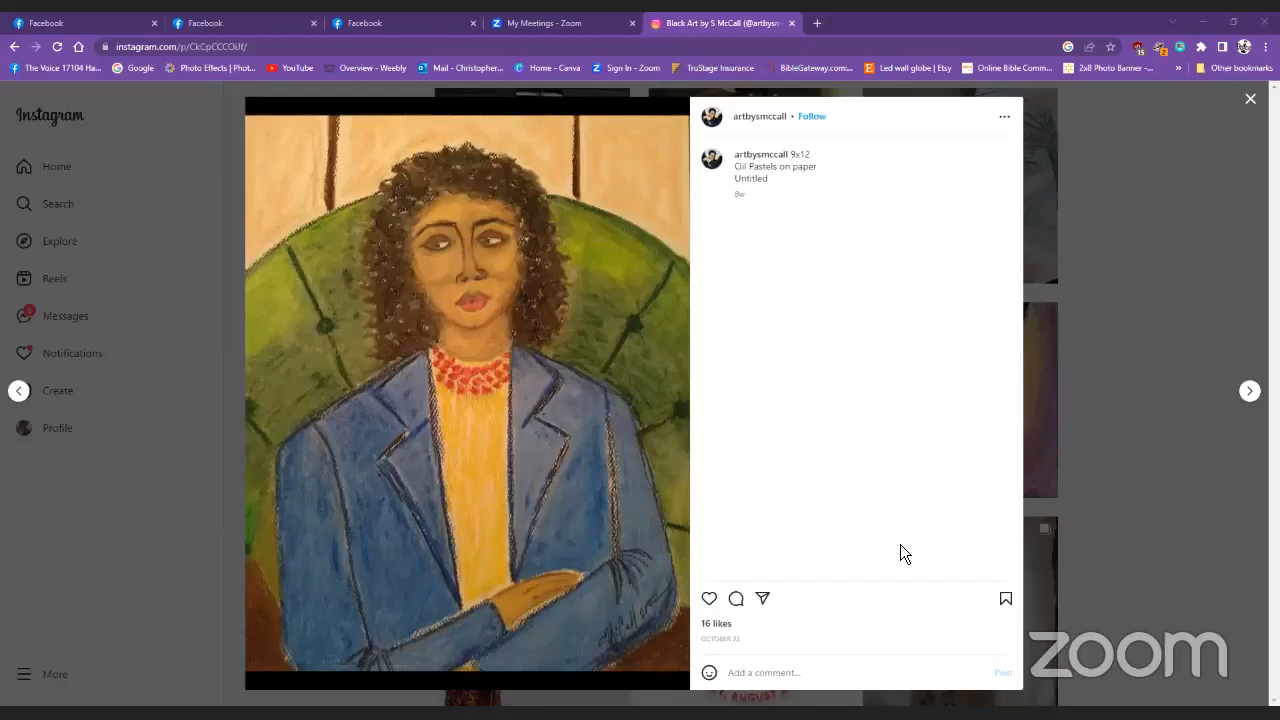 Facebook
Facebook
Facebook
My Meetings - Zoom
Black Art by S McCall (@artbysm
instagram.com/p/CkCpCCCOiJf/
The Voice 17104 Ha...
Google
Photo Effects | Phot...
YouTube
Overview - Weebly
Mail - Christopher...
Home - Canva
Sign In - Zoom
TruStage Insurance
BibleGateway.com:...
Led wall globe | Etsy
Online Bible Comm...
2x8 Photo Banner -...
»
Other bookmarks
Instagram
Home
Search
Explore
Reels
Messages
Notifications
Create
Profile
More
artbysmccall • Follow
artbysmccall 9x12
Oil Pastels on paper
Untitled
8w
16 likes
OCTOBER 23
Add a comment...
Post
AUGUST
zoom